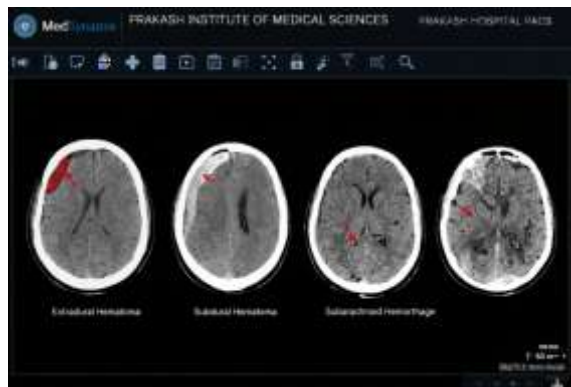 MedSynapse
PRAKASH INSTITUTE OF MEDICAL SCIENCES
PRAKASH HOSPITAL PACS
Extradural Hematoma
Subdural Hematoma
Subarachnoid Hemorrhage